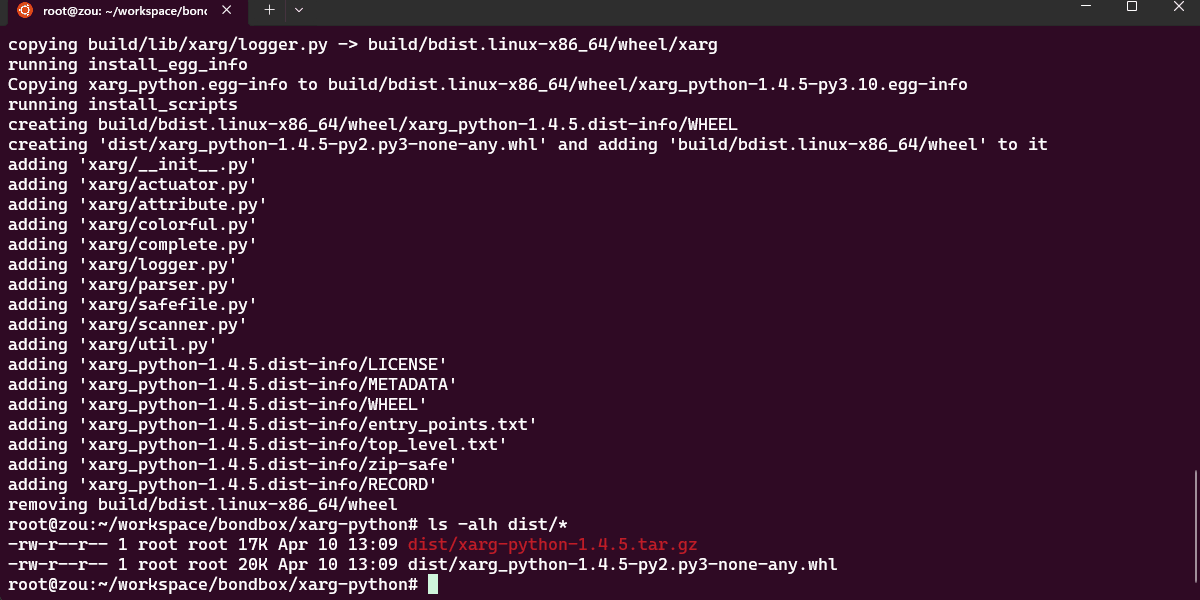 root@zou: ~/workspace/bond
copying build/lib/xarg/logger.py -> build/bdist.linux-x86_64/wheel/xarg
running install_egg_info
Copying xarg_python.egg-info to build/bdist.linux-x86_64/wheel/xarg_python-1.4.5-py3.10.egg-info
running install_scripts
creating build/bdist.linux-x86_64/wheel/xarg_python-1.4.5.dist-info/WHEEL
creating 'dist/xarg_python-1.4.5-py2.py3-none-any.whl' and adding 'build/bdist.linux-x86_64/wheel' to it
adding 'xarg/__init__.py'
adding 'xarg/actuator.py'
adding 'xarg/attribute.py'
adding 'xarg/colorful.py'
adding 'xarg/complete.py'
adding 'xarg/logger.py'
adding 'xarg/parser.py'
adding 'xarg/safefile.py'
adding 'xarg/scanner.py'
adding 'xarg/util.py'
adding 'xarg_python-1.4.5.dist-info/LICENSE'
adding 'xarg_python-1.4.5.dist-info/METADATA'
adding 'xarg_python-1.4.5.dist-info/WHEEL'
adding 'xarg_python-1.4.5.dist-info/entry_points.txt'
adding 'xarg_python-1.4.5.dist-info/top_level.txt'
adding 'xarg_python-1.4.5.dist-info/zip-safe'
adding 'xarg_python-1.4.5.dist-info/RECORD'
removing build/bdist.linux-x86_64/wheel
root@zou:~/workspace/bondbox/xarg-python# ls -alh dist/*
-rw-r--r-- 1 root root 17K Apr 10 13:09 dist/xarg-python-1.4.5.tar.gz
-rw-r--r-- 1 root root 20K Apr 10 13:09 dist/xarg_python-1.4.5-py2.py3-none-any.whl
root@zou:~/workspace/bondbox/xarg-python#